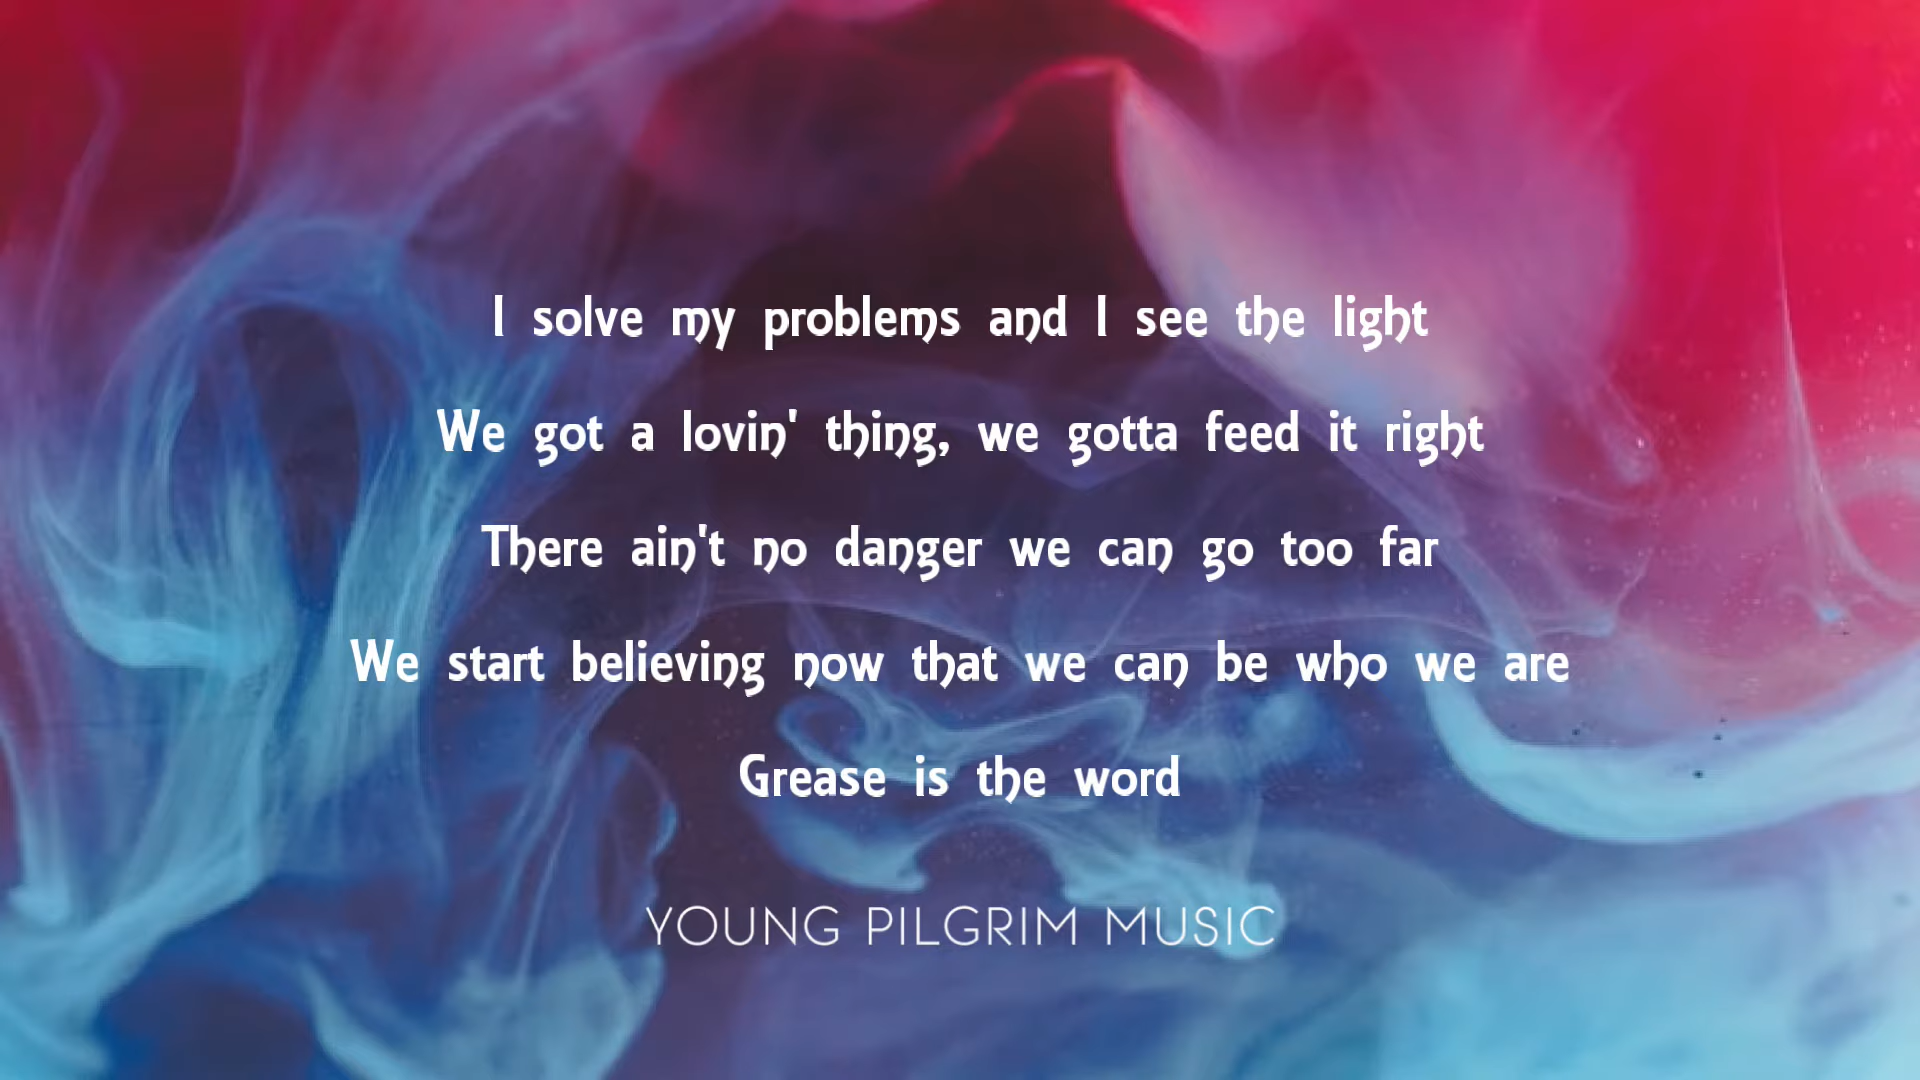 I solve my problems and I see the light
We got a lovin' thing, we gotta feed it right
There ain't no danger we can go too far
We start believing now that we can be who we are
Grease is the word
YOUNG PILGRIM MUSIC